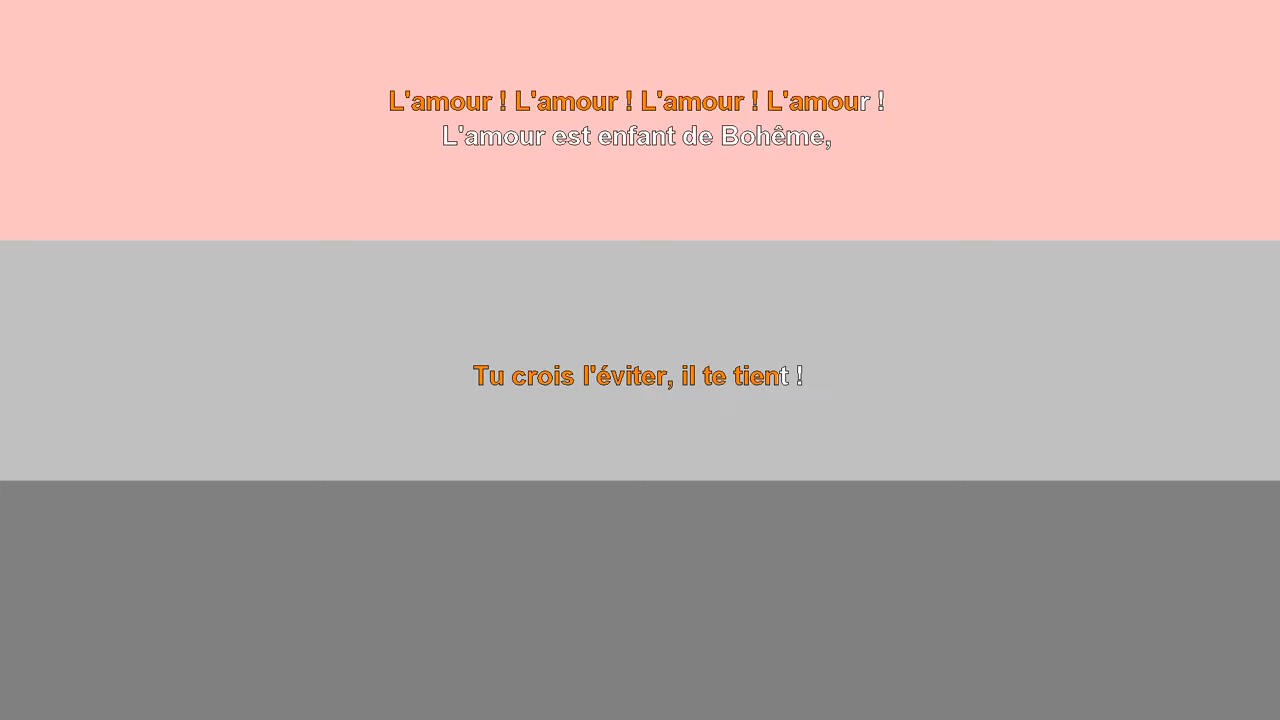 L'amour ! L'amour ! L'amour ! L'amour !
L'amour est enfant de Bohême,
Tu crois l'éviter, il te tient !